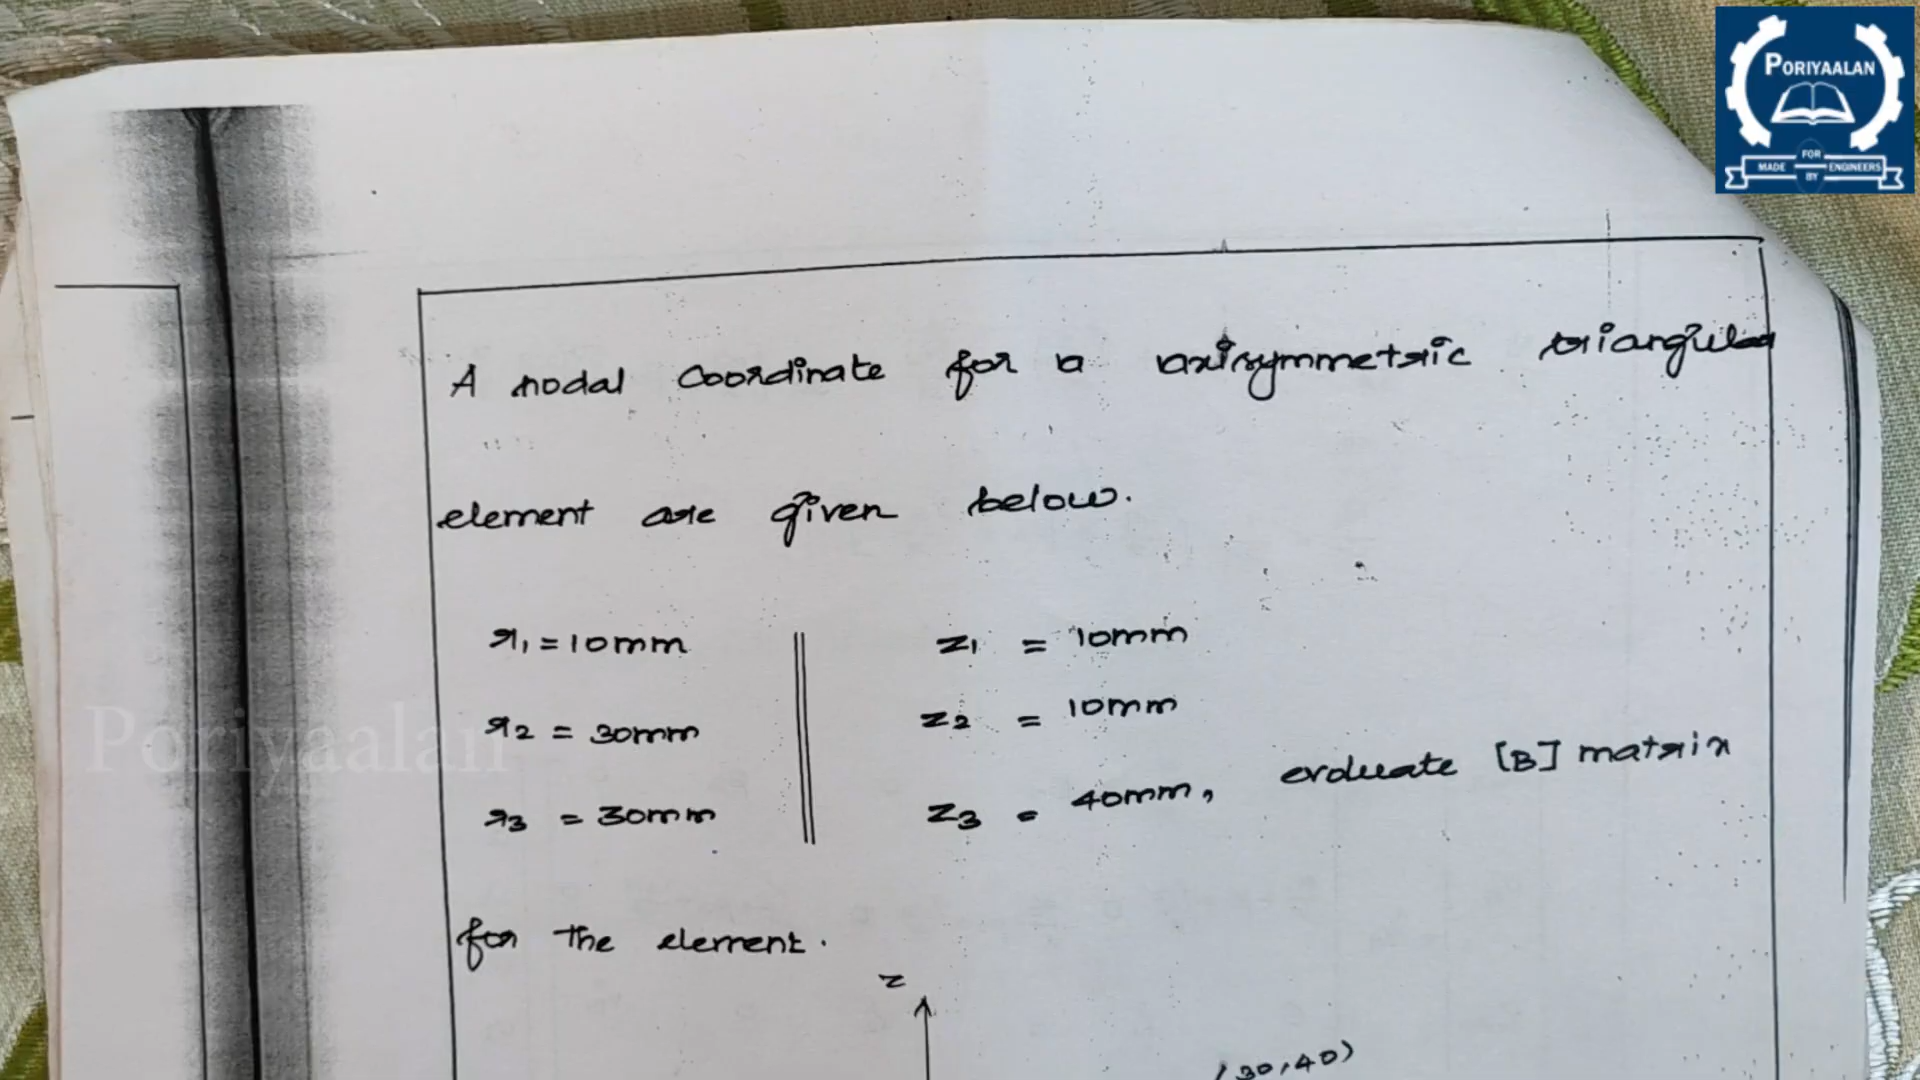 PORIYAALAN
MADE FOR BY ENGINEERS
A nodal coordinate for a axisymmetric triangular
element are given below.
r₁ = 10mm z₁ = 10mm
r₂ = 30mm z₂ = 10mm
r₃ = 30mm z₃ = 40mm, evaluate [B] matrix
for the element.
z
(30,40)
Poriyaalan